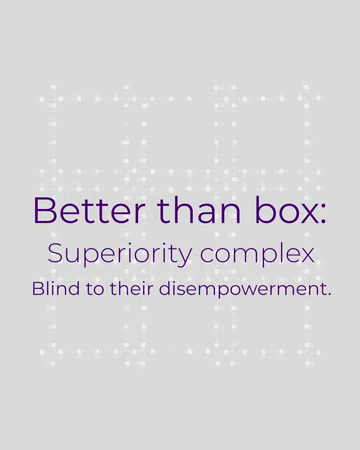 Better than box:
Superiority complex
Blind to their disempowerment.